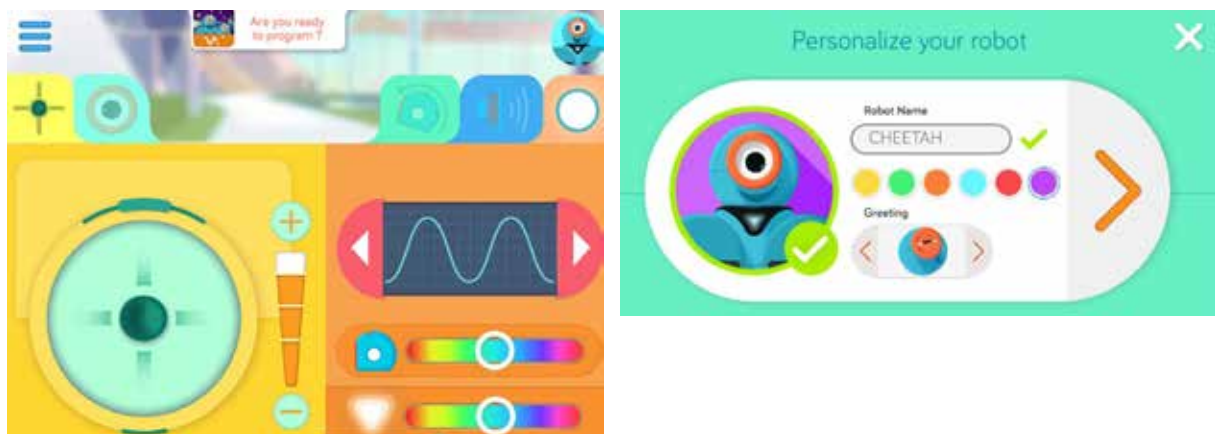 Are you ready
to program ?
Personalize your robot
Robot Name
CHEETAH
Greeting